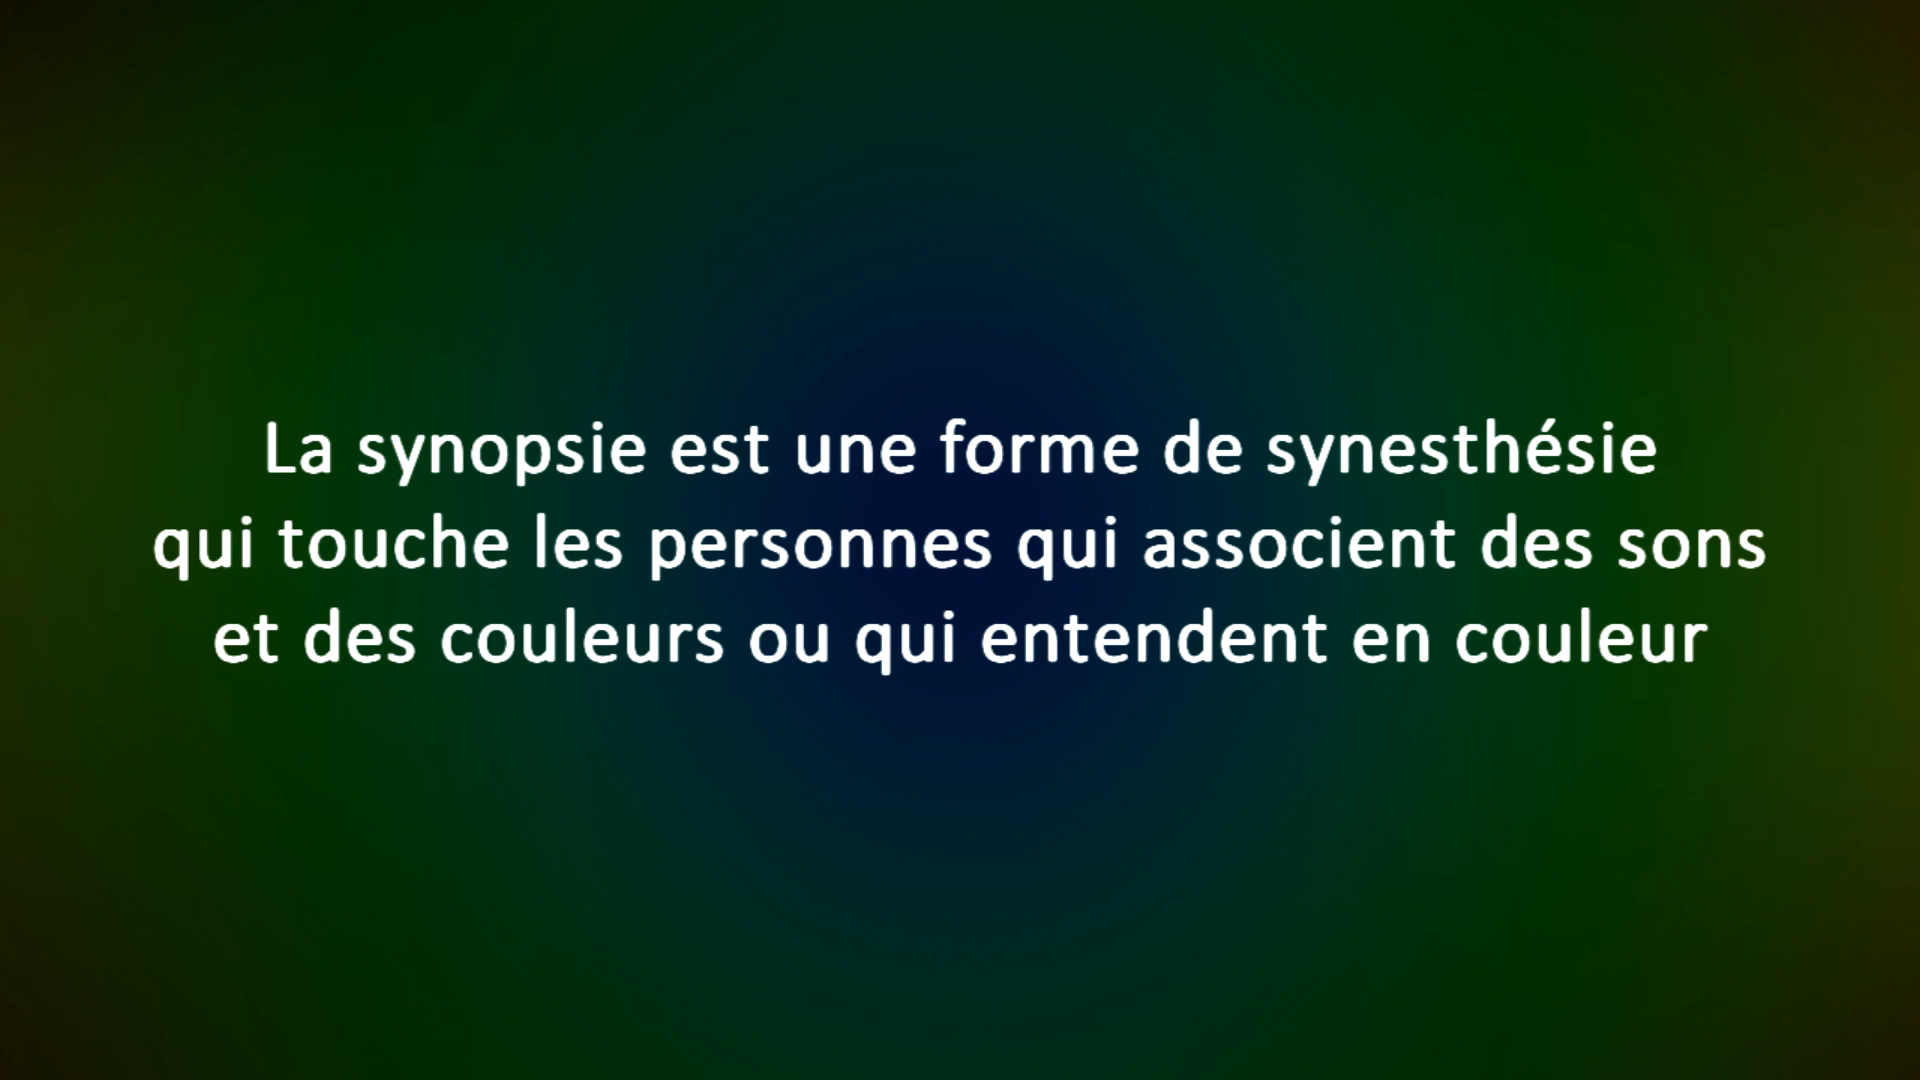 La synopsie est une forme de synesthésie
qui touche les personnes qui associent des sons
et des couleurs ou qui entendent en couleur